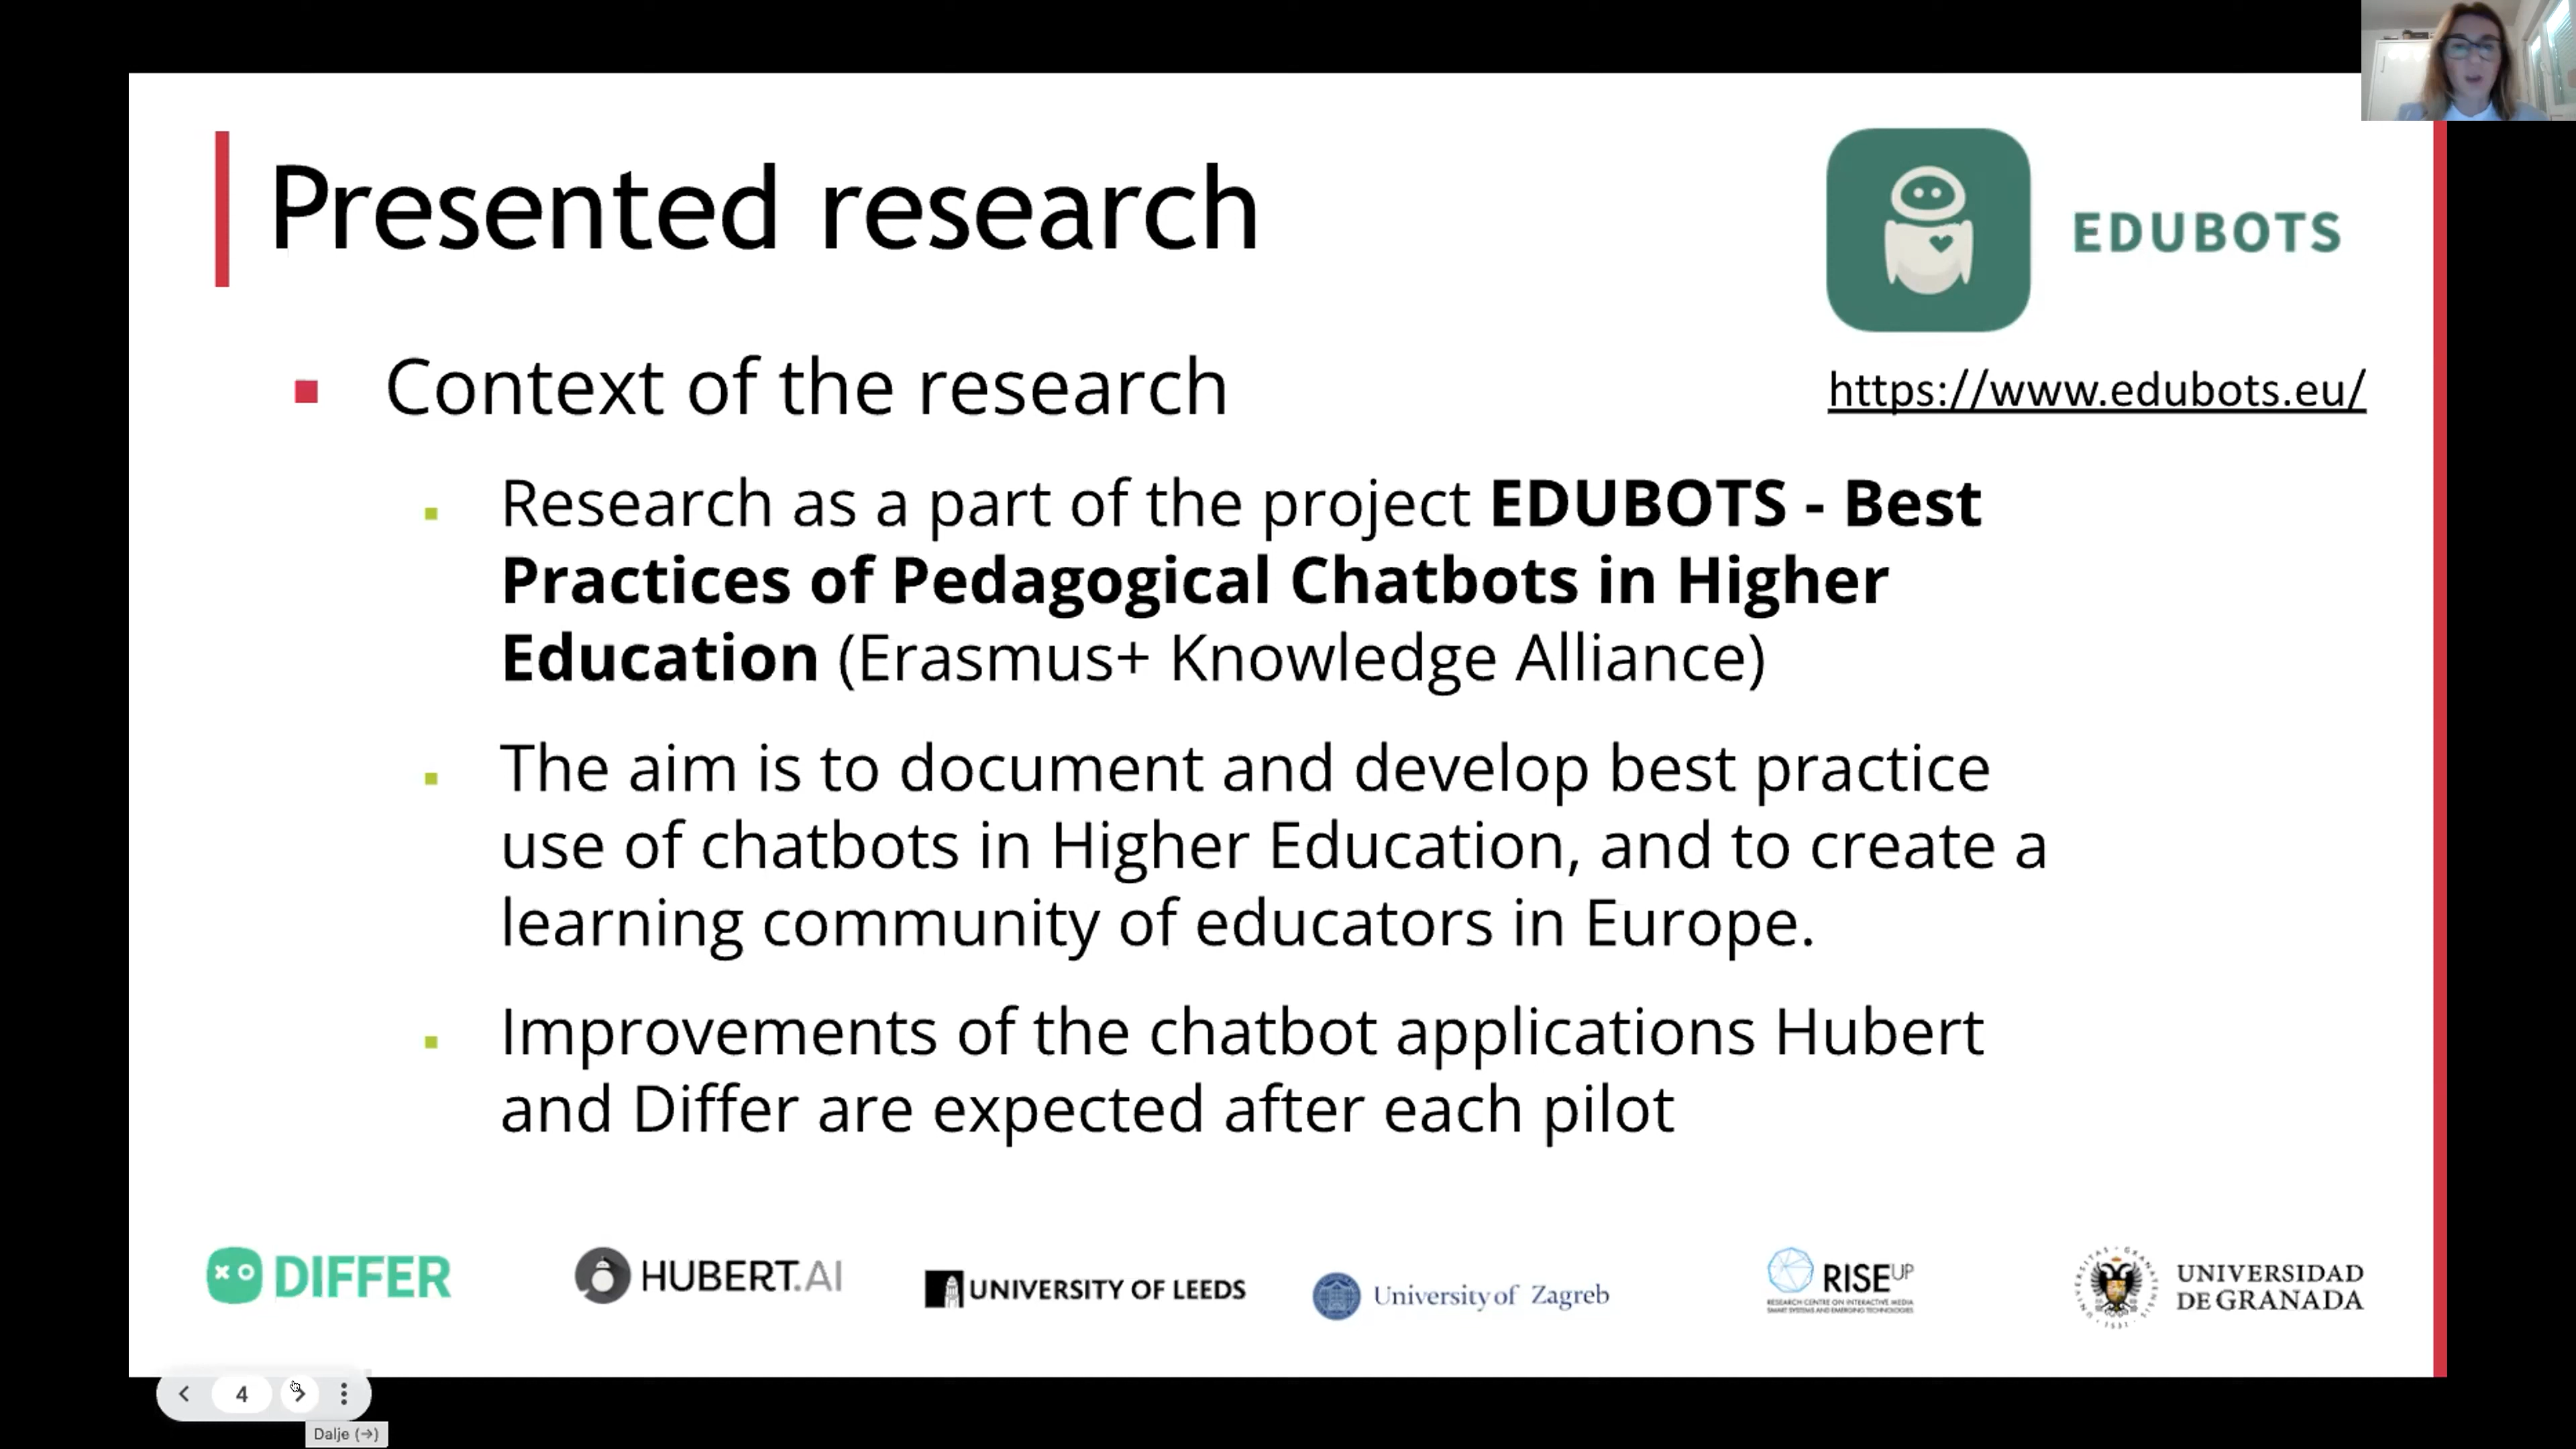 Presented research
EDUBOTS
https://www.edubots.eu/
Context of the research
Research as a part of the project EDUBOTS - Best
Practices of Pedagogical Chatbots in Higher
Education (Erasmus+ Knowledge Alliance)
The aim is to document and develop best practice
use of chatbots in Higher Education, and to create a
learning community of educators in Europe.
Improvements of the chatbot applications Hubert
and Differ are expected after each pilot
DIFFER
HUBERT.AI
UNIVERSITY OF LEEDS
University of Zagreb
RISEUP
RESEARCH CENTRE ON INTERACTIVE MEDIA
SMART SYSTEMS AND EMERGING TECHNOLOGIES
UNIVERSIDAD
DE GRANADA
4
Dalje (→)